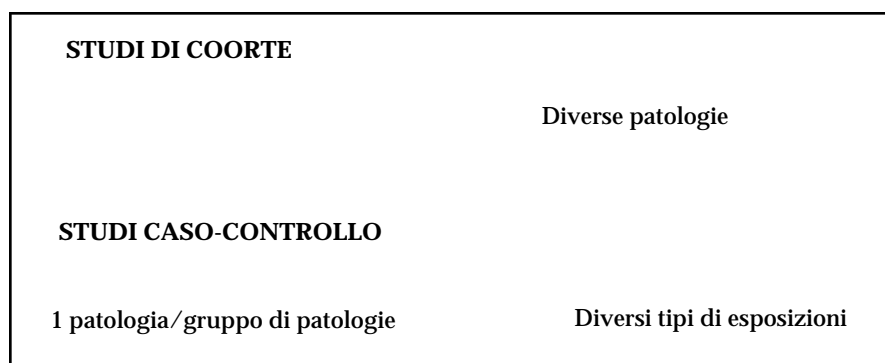 STUDI DI COORTE
Diverse patologie
STUDI CASO-CONTROLLO
1 patologia/gruppo di patologie
Diversi tipi di esposizioni